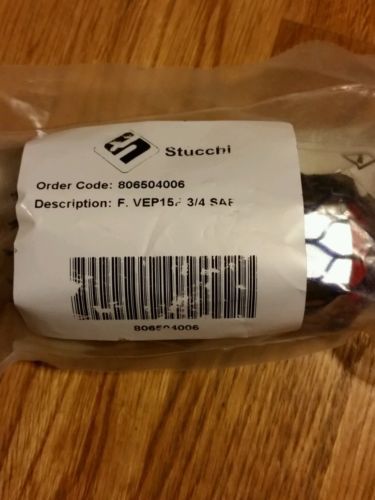 Stucchi
Order Code: 806504006
Description: F. VEP15 3/4 SAE
806504006